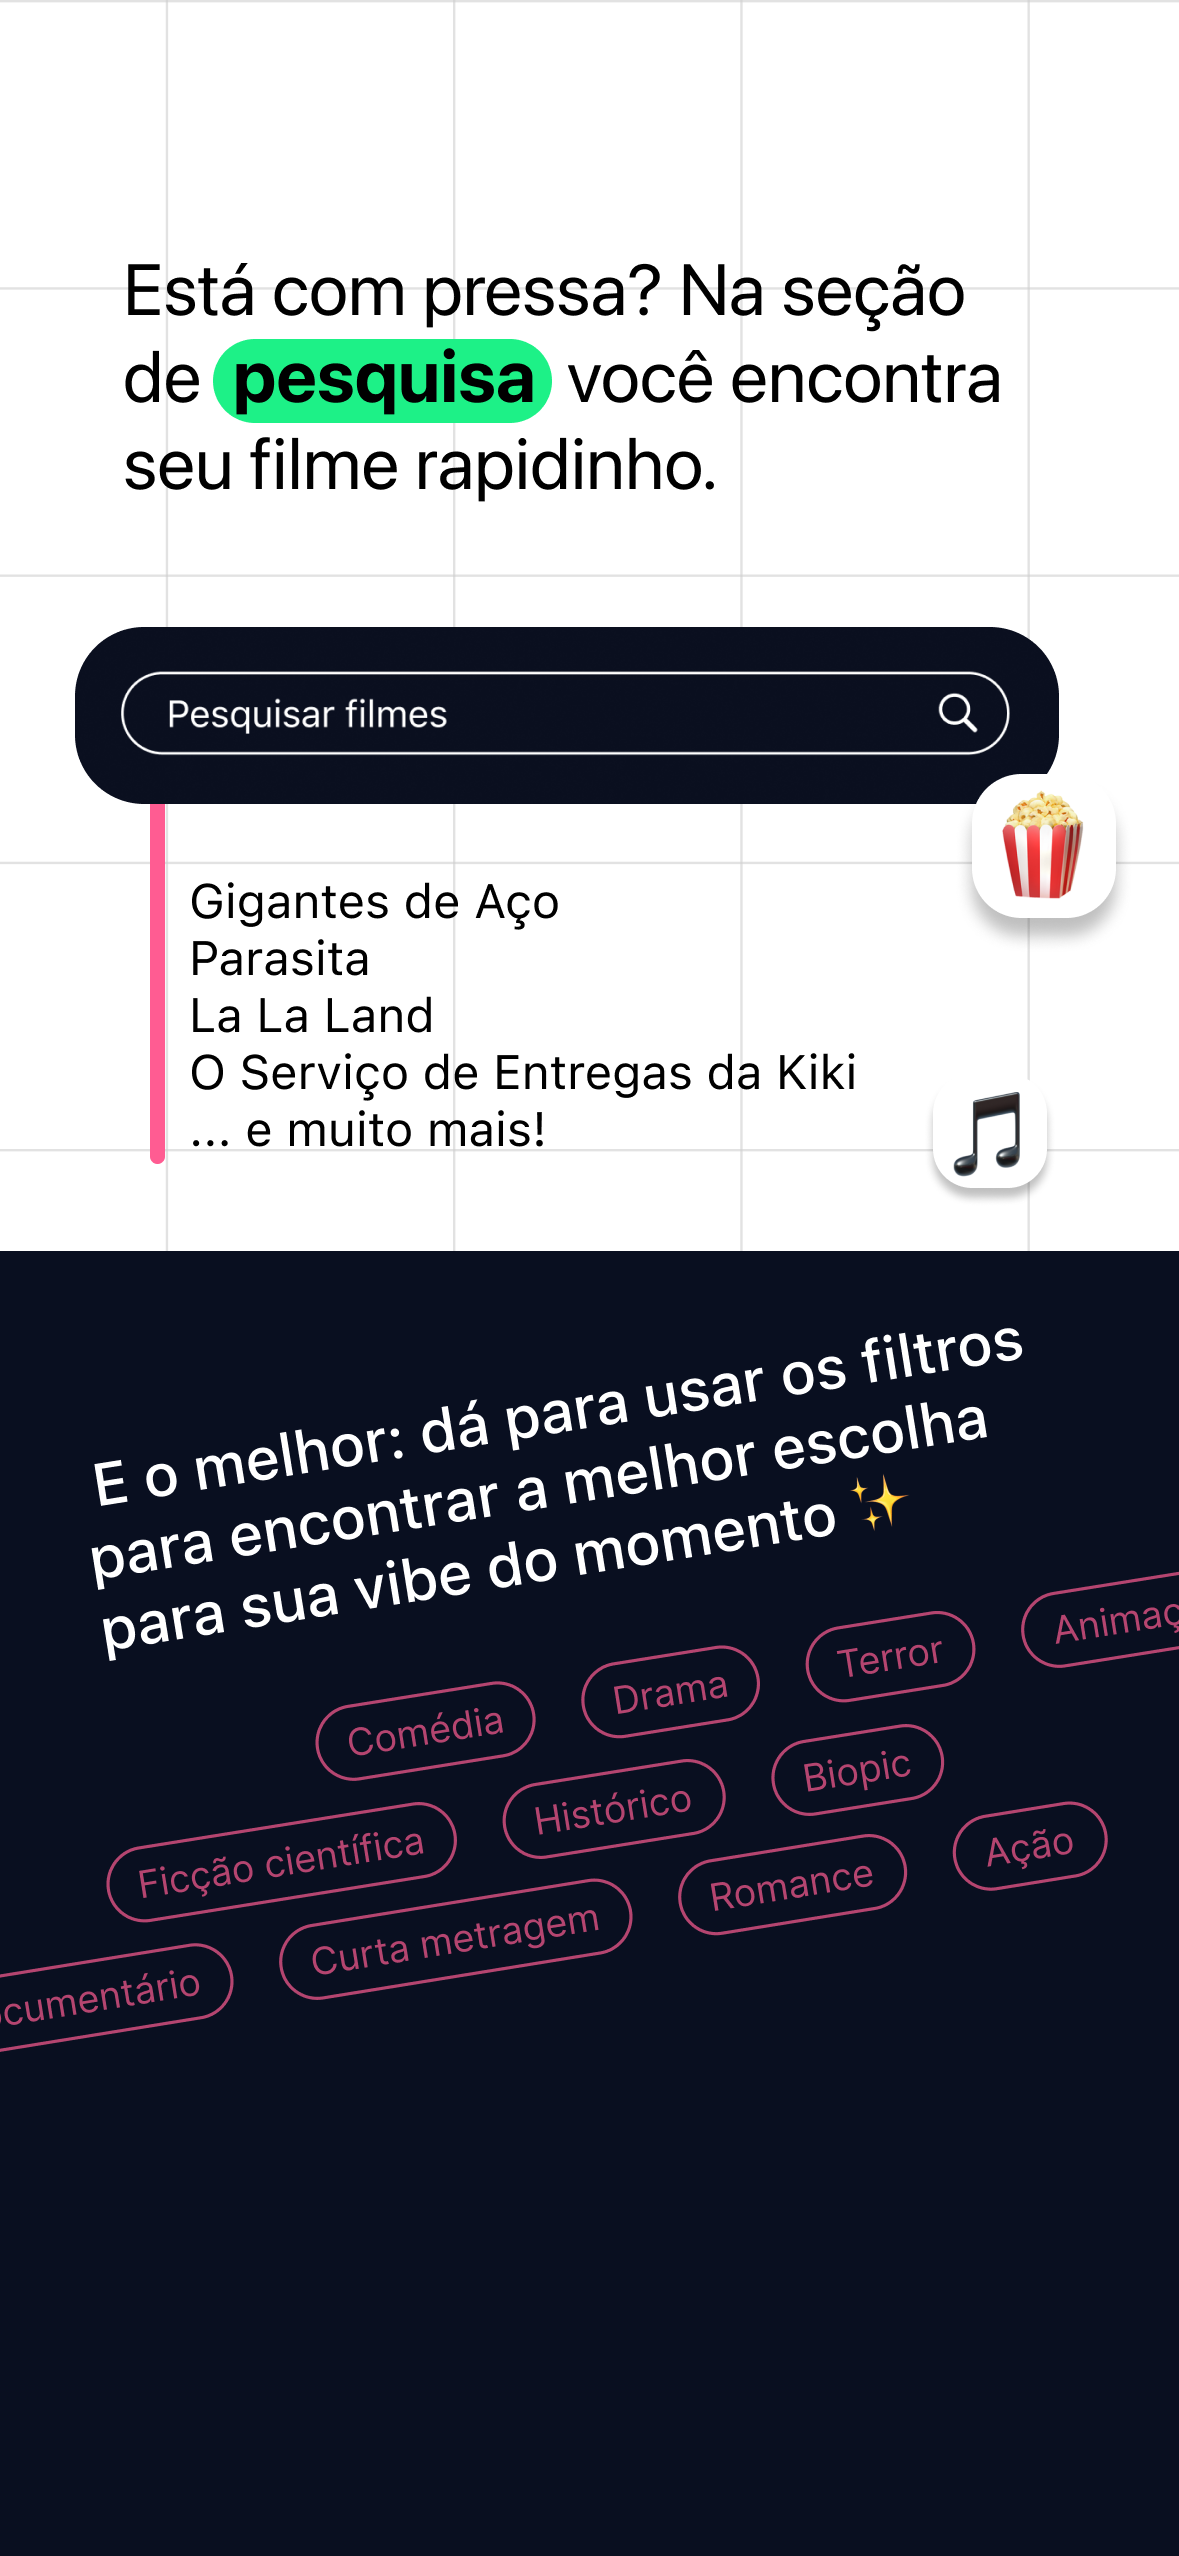 Está com pressa? Na seção
de pesquisa você encontra
seu filme rapidinho.
Pesquisar filmes
Gigantes de Aço
Parasita
La La Land
O Serviço de Entregas da Kiki
... e muito mais!
E o melhor: dá para usar os filtros
para encontrar a melhor escolha
para sua vibe do momento ✨
Comédia Drama Terror Animaç
Ficção científica Histórico Biopic
cumentário Curta metragem Romance Ação